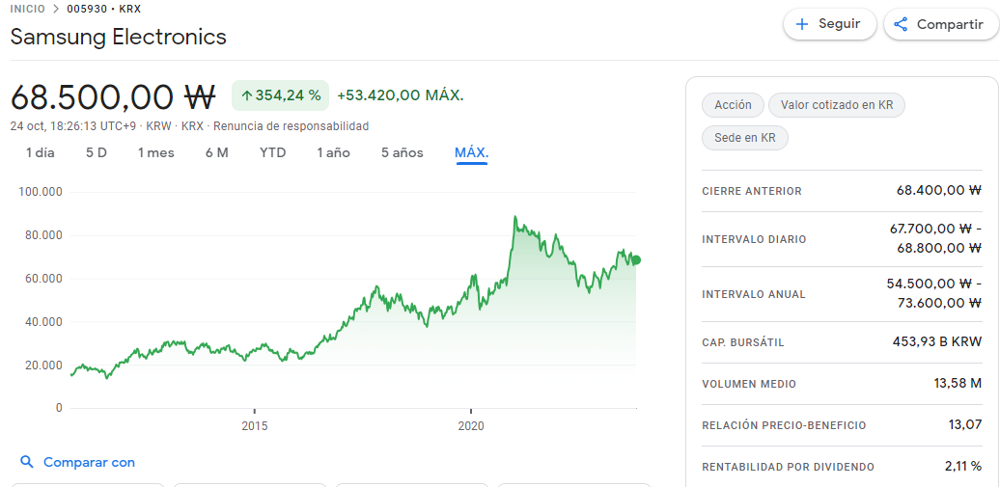 INICIO > 005930 • KRX
Samsung Electronics
+ Seguir
Compartir
68.500,00 ₩
↑ 354,24 %
+53.420,00 MÁX.
24 oct, 18:26:13 UTC+9 · KRW · KRX · Renuncia de responsabilidad
1 día
5 D
1 mes
6 M
YTD
1 año
5 años
MÁX.
100.000
80.000
60.000
40.000
20.000
0
2015
2020
Comparar con
Acción
Valor cotizado en KR
Sede en KR
CIERRE ANTERIOR
68.400,00 ₩
INTERVALO DIARIO
67.700,00 ₩ -
68.800,00 ₩
INTERVALO ANUAL
54.500,00 ₩ -
73.600,00 ₩
CAP. BURSÁTIL
453,93 B KRW
VOLUMEN MEDIO
13,58 M
RELACIÓN PRECIO-BENEFICIO
13,07
RENTABILIDAD POR DIVIDENDO
2,11 %